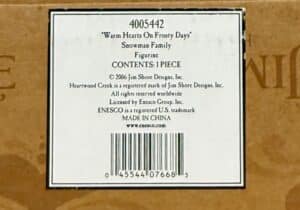 4005442
"Warm Hearts On Frosty Days"
Snowman Family
Figurine
CONTENTS: 1 PIECE
© 2006 Jim Shore Designs, Inc.
Heartwood Creek is a registered mark of Jim Shore Designs, Inc.
All rights reserved worldwide
Licensed by Enesco Group, Inc.
ENESCO is a registered U.S. trademark
MADE IN CHINA
www.enesco.com
0 45544 07668 5